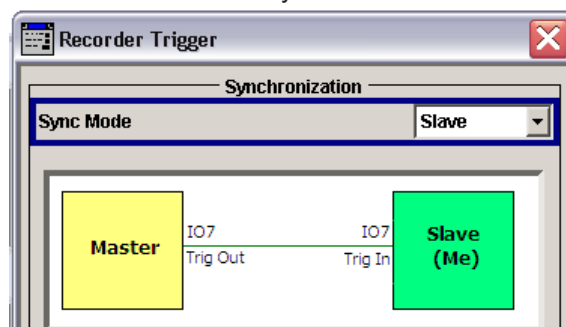 Recorder Trigger
Synchronization
Sync Mode Slave
IO7 IO7
Master Slave
Trig Out Trig In (Me)